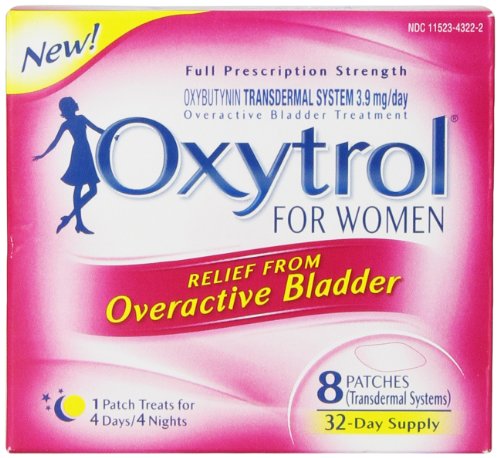 New!
NDC 11523-4322-2
Full Prescription Strength
OXYBUTYNIN TRANSDERMAL SYSTEM 3.9 mg/day
Overactive Bladder Treatment
Oxytrol®
FOR WOMEN
RELIEF FROM
Overactive Bladder
1 Patch Treats for
4 Days/4 Nights
8 PATCHES
(Transdermal Systems)
32-Day Supply